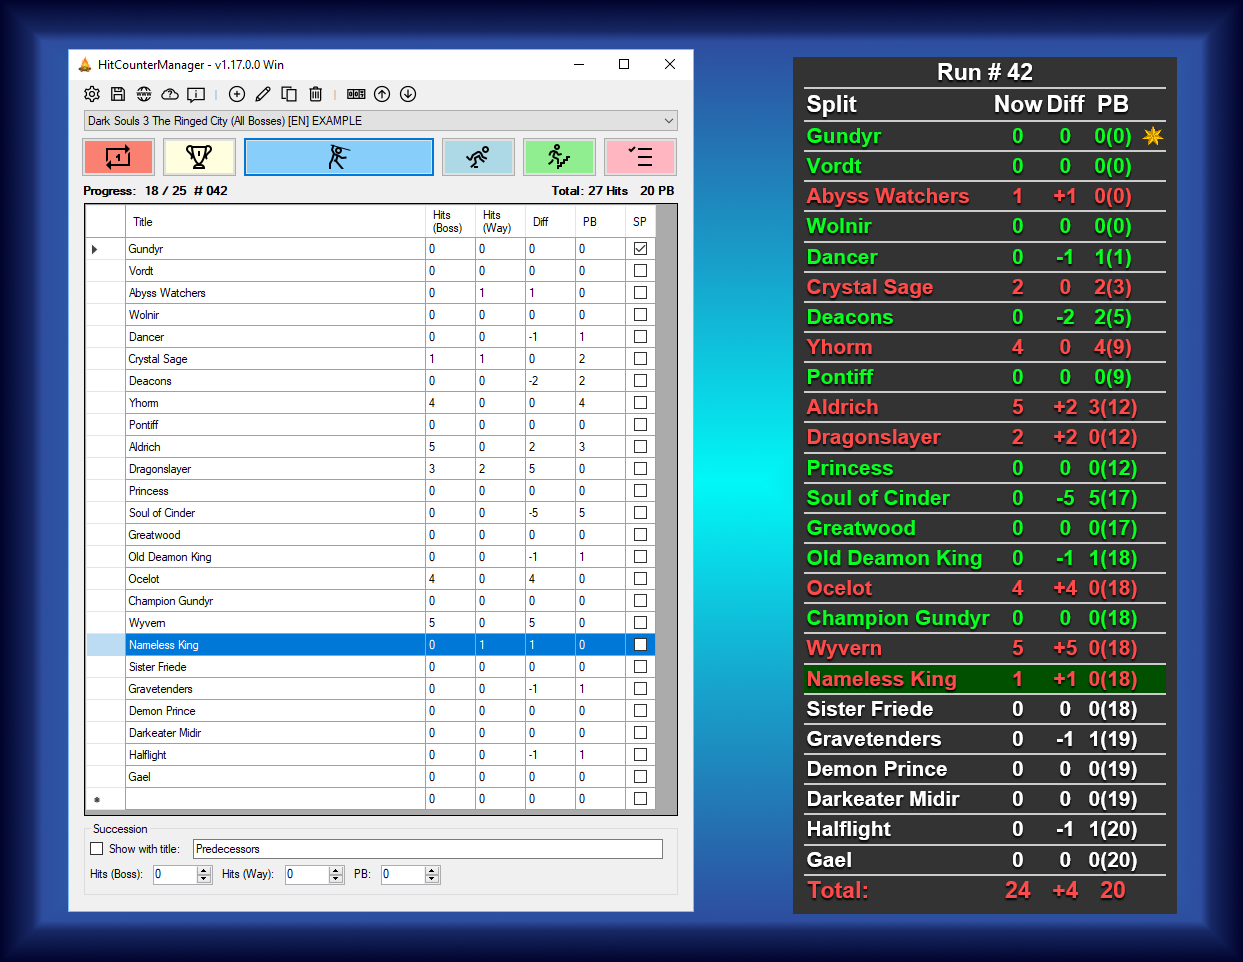 HitCounterManager - v1.17.0.0 Win
WWW
Dark Souls 3 The Ringed City (All Bosses) [EN] EXAMPLE
1
1
Progress: 18 / 25 # 042 Total: 27 Hits 20 PB
Title Hits (Boss) Hits (Way) Diff PB SP
Gundyr 0 0 0 0
Vordt 0 0 0 0
Abyss Watchers 0 1 1 0
Wolnir 0 0 0 0
Dancer 0 0 -1 1
Crystal Sage 1 1 0 2
Deacons 0 0 -2 2
Yhorm 4 0 0 4
Pontiff 0 0 0 0
Aldrich 5 0 2 3
Dragonslayer 3 2 5 0
Princess 0 0 0 0
Soul of Cinder 0 0 -5 5
Greatwood 0 0 0 0
Old Deamon King 0 0 -1 1
Ocelot 4 0 4 0
Champion Gundyr 0 0 0 0
Wyvern 5 0 5 0
Nameless King 0 1 1 0
Sister Friede 0 0 0 0
Gravetenders 0 0 -1 1
Demon Prince 0 0 0 0
Darkeater Midir 0 0 0 0
Halflight 0 0 -1 1
Gael 0 0 0 0
0 0 0 0
Succession
Show with title: Predecessors
Hits (Boss): 0 Hits (Way): 0 PB: 0
Run # 42
Split Now Diff PB
Gundyr 0 0 0(0)
Vordt 0 0 0(0)
Abyss Watchers 1 +1 0(0)
Wolnir 0 0 0(0)
Dancer 0 -1 1(1)
Crystal Sage 2 0 2(3)
Deacons 0 -2 2(5)
Yhorm 4 0 4(9)
Pontiff 0 0 0(9)
Aldrich 5 +2 3(12)
Dragonslayer 2 +2 0(12)
Princess 0 0 0(12)
Soul of Cinder 0 -5 5(17)
Greatwood 0 0 0(17)
Old Deamon King 0 -1 1(18)
Ocelot 4 +4 0(18)
Champion Gundyr 0 0 0(18)
Wyvern 5 +5 0(18)
Nameless King 1 +1 0(18)
Sister Friede 0 0 0(18)
Gravetenders 0 -1 1(19)
Demon Prince 0 0 0(19)
Darkeater Midir 0 0 0(19)
Halflight 0 -1 1(20)
Gael 0 0 0(20)
Total: 24 +4 20